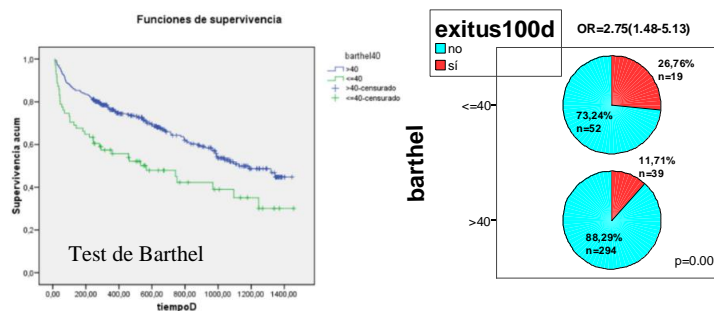 Funciones de supervivencia
barthel40
>40
<=40
>40-censurado
<=40-censurado
Supervivencia acum
1,0
0,8
0,6
0,4
0,2
0,0
Test de Barthel
0,00
200,00
400,00
600,00
800,00
1000,00
1200,00
1400,00
tiempoD
exitus100d
no
sí
OR=2.75(1.48-5.13)
barthel
<=40
26,76%
n=19
73,24%
n=52
>40
11,71%
n=39
88,29%
n=294
p=0.00